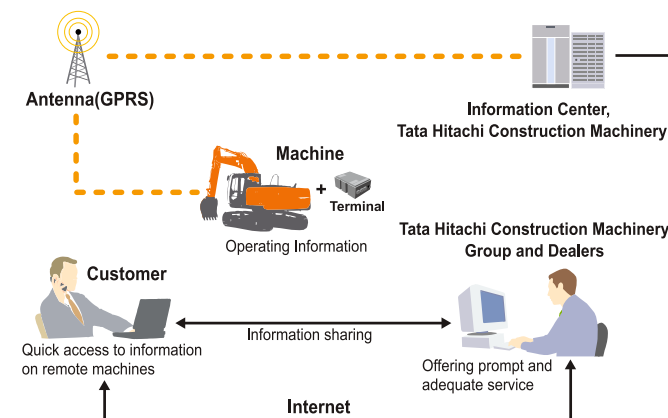 Antenna(GPRS)
Information Center,
Tata Hitachi Construction Machinery
Machine
+
Terminal
Operating Information
Tata Hitachi Construction Machinery
Group and Dealers
Customer
Information sharing
Quick access to information
on remote machines
Offering prompt and
adequate service
Internet